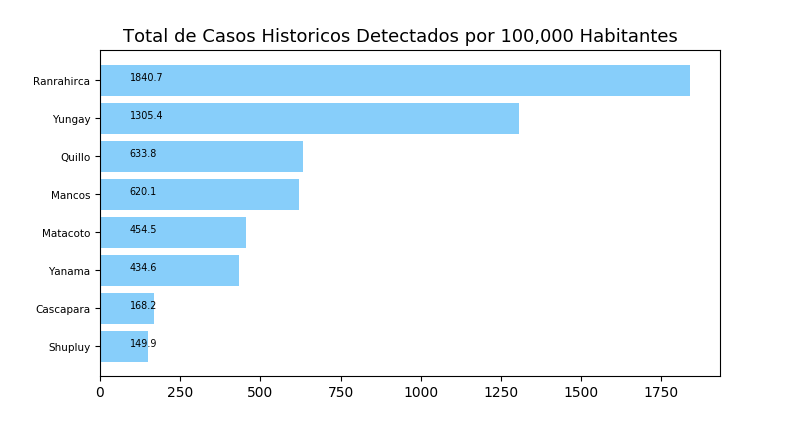 Total de Casos Historicos Detectados por 100,000 Habitantes
Ranrahirca 1840.7
Yungay 1305.4
Quillo 633.8
Mancos 620.1
Matacoto 454.5
Yanama 434.6
Cascapara 168.2
Shupluy 149.9
0 250 500 750 1000 1250 1500 1750